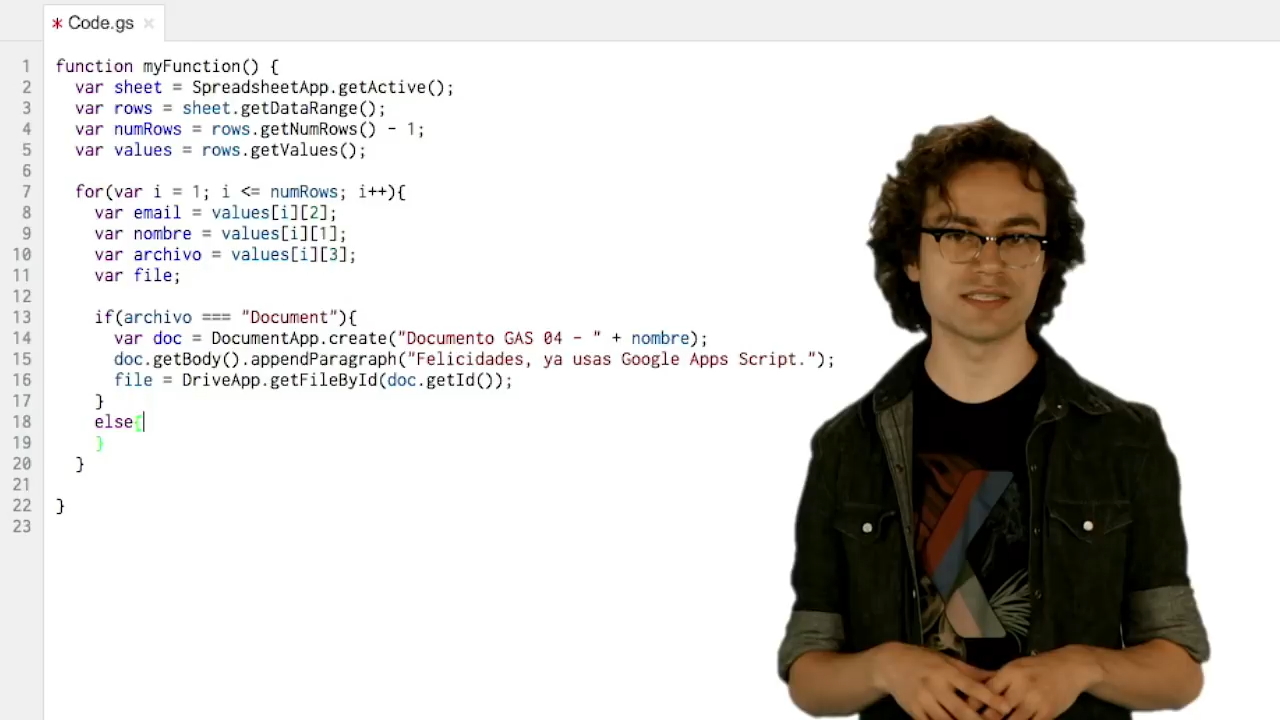 * Code.gs ×
1 function myFunction() {
2 var sheet = SpreadsheetApp.getActive();
3 var rows = sheet.getDataRange();
4 var numRows = rows.getNumRows() - 1;
5 var values = rows.getValues();
6
7 for(var i = 1; i <= numRows; i++){
8 var email = values[i][2];
9 var nombre = values[i][1];
10 var archivo = values[i][3];
11 var file;
12
13 if(archivo === "Document"){
14 var doc = DocumentApp.create("Documento GAS 04 - " + nombre);
15 doc.getBody().appendParagraph("Felicidades, ya usas Google Apps Script.");
16 file = DriveApp.getFileById(doc.getId());
17 }
18 else{
19 }
20 }
21
22 }
23